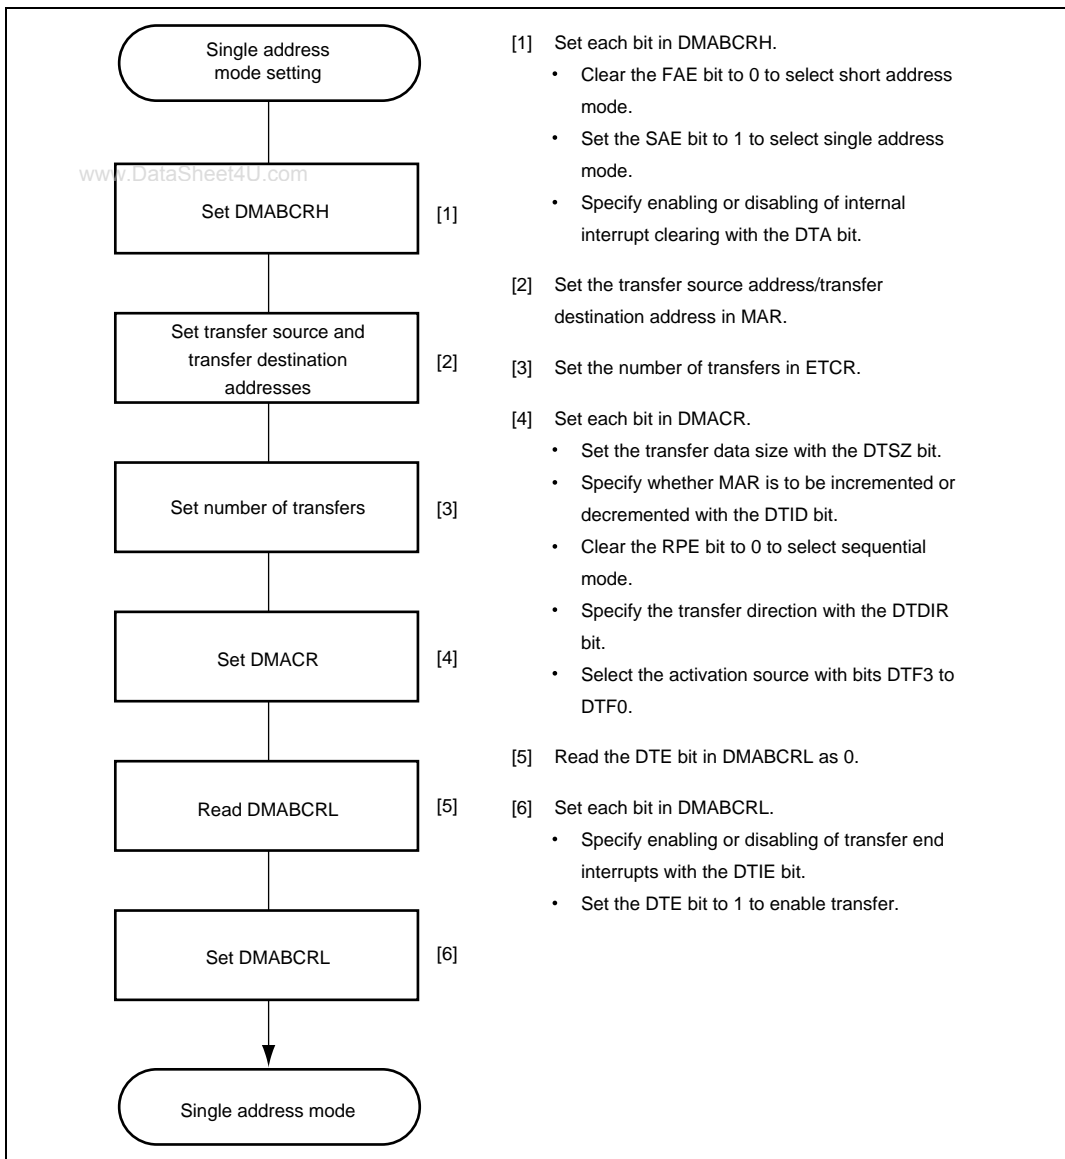 Single address
mode setting
www.DataSheet4U.com
Set DMABCRH
[1]
Set transfer source and
transfer destination
addresses
[2]
Set number of transfers
[3]
Set DMACR
[4]
Read DMABCRL
[5]
Set DMABCRL
[6]
Single address mode
[1] Set each bit in DMABCRH.
• Clear the FAE bit to 0 to select short address
mode.
• Set the SAE bit to 1 to select single address
mode.
• Specify enabling or disabling of internal
interrupt clearing with the DTA bit.
[2] Set the transfer source address/transfer
destination address in MAR.
[3] Set the number of transfers in ETCR.
[4] Set each bit in DMACR.
• Set the transfer data size with the DTSZ bit.
• Specify whether MAR is to be incremented or
decremented with the DTID bit.
• Clear the RPE bit to 0 to select sequential
mode.
• Specify the transfer direction with the DTDIR
bit.
• Select the activation source with bits DTF3 to
DTF0.
[5] Read the DTE bit in DMABCRL as 0.
[6] Set each bit in DMABCRL.
• Specify enabling or disabling of transfer end
interrupts with the DTIE bit.
• Set the DTE bit to 1 to enable transfer.